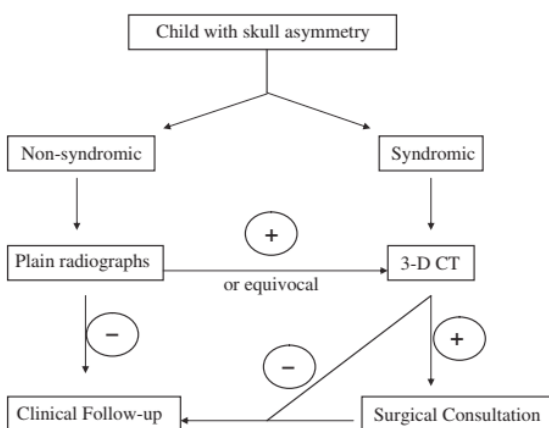 Child with skull asymmetry
Non-syndromic
Syndromic
+
Plain radiographs
3-D CT
or equivocal
−
+
−
Clinical Follow-up
Surgical Consultation